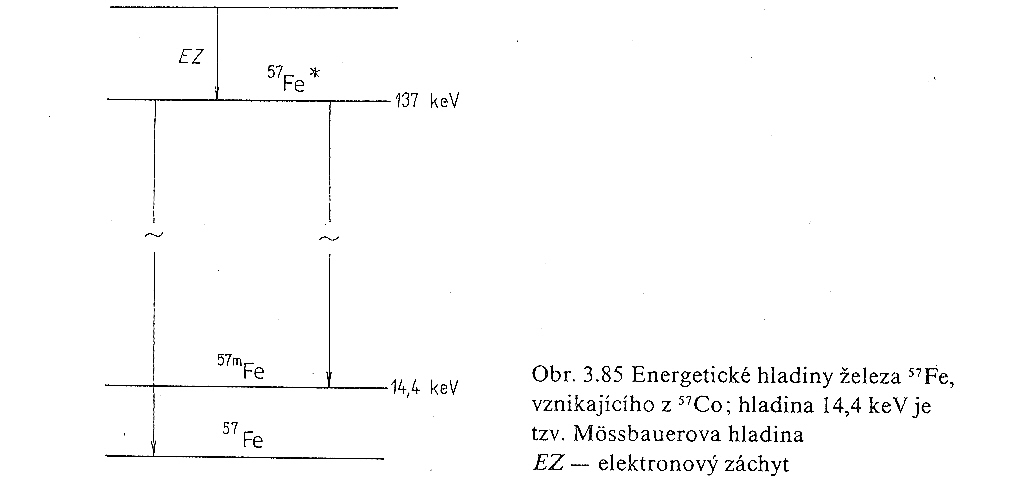 EZ
⁵⁷Fe*
137 keV
~
~
⁵⁷ᵐFe
14,4 keV
⁵⁷Fe
Obr. 3.85 Energetické hladiny železa ⁵⁷Fe,
vznikajícího z ⁵⁷Co; hladina 14,4 keV je
tzv. Mössbauerova hladina
EZ — elektronový záchyt